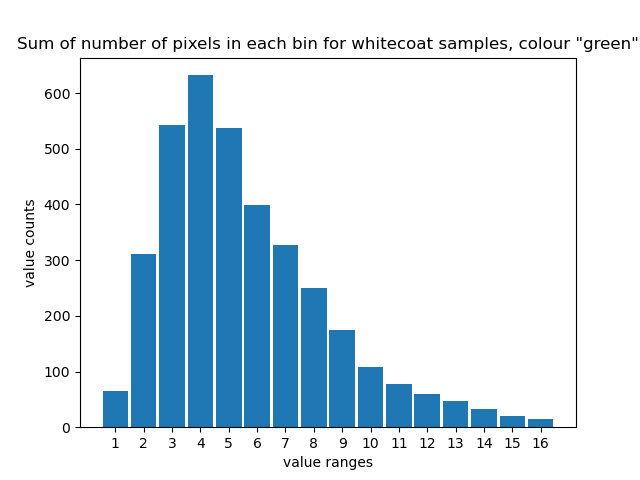 Sum of number of pixels in each bin for whitecoat samples, colour "green"
600
500
400
300
200
100
0
value counts
1 2 3 4 5 6 7 8 9 10 11 12 13 14 15 16
value ranges